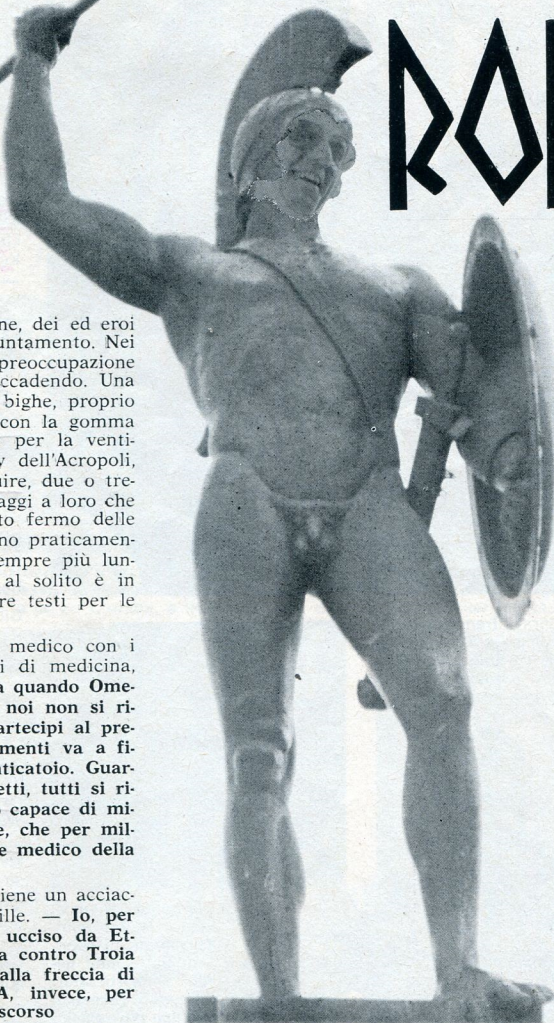 RO
ne, dei ed eroi
untamento. Nei
preoccupazione
ccadendo. Una
bighe, proprio
con la gomma
per la venti-
y dell'Acropoli,
uire, due o tre-
aggi a loro che
to fermo delle
no praticamen-
empre più lun-
al solito è in
re testi per le
medico con i
i di medicina,
a quando Ome-
noi non si ri-
artecipi al pre-
menti va a fi-
nticatoio. Guar-
etti, tutti si ri-
o capace di mi-
e, che per mil-
e medico della
iene un acciac-
ille. — Io, per
ucciso da Et-
a contro Troia
alla freccia di
A, invece, per
scorso